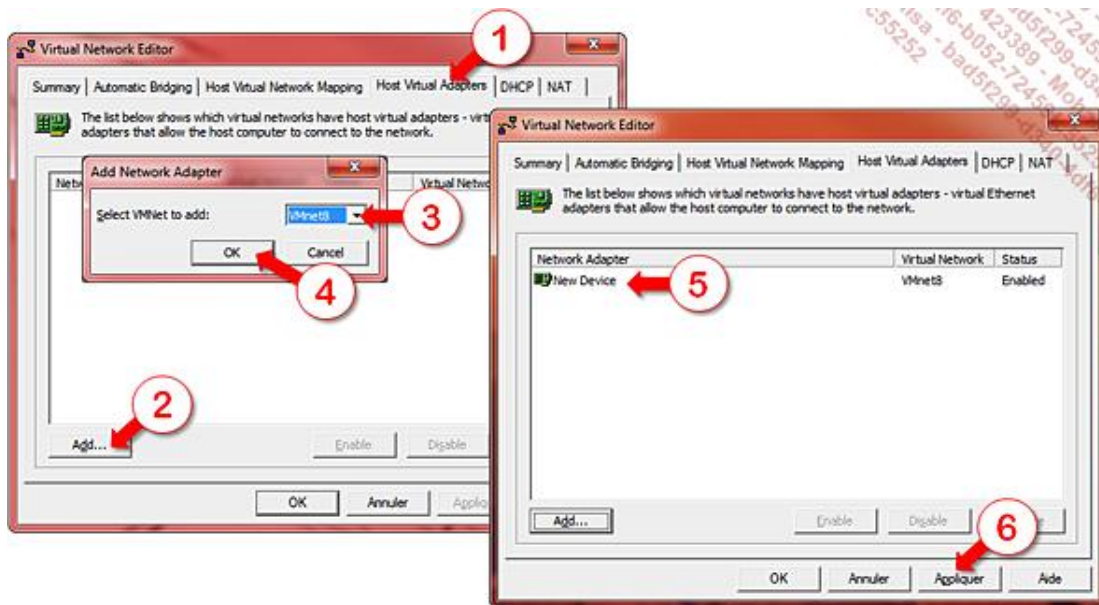 1
Virtual Network Editor
Summary Automatic Bridging Host Virtual Network Mapping Host Virtual Adapters DHCP NAT
The list below shows which virtual networks have host virtual adapters - virt
adapters that allow the host computer to connect to the network.
Netw Virtual Netwo
Add Network Adapter
Select VMNet to add: VMnet8
3
OK Cancel
4
2
Add... Enable Disable
OK Annuler Appliq
Virtual Network Editor
Summary Automatic Bridging Host Virtual Network Mapping Host Virtual Adapters DHCP NAT
The list below shows which virtual networks have host virtual adapters - virtual Ethernet
adapters that allow the host computer to connect to the network.
Network Adapter Virtual Network Status
New Device VMnet8 Enabled
5
Add... Enable Disable
6
OK Annuler Appliquer Aide